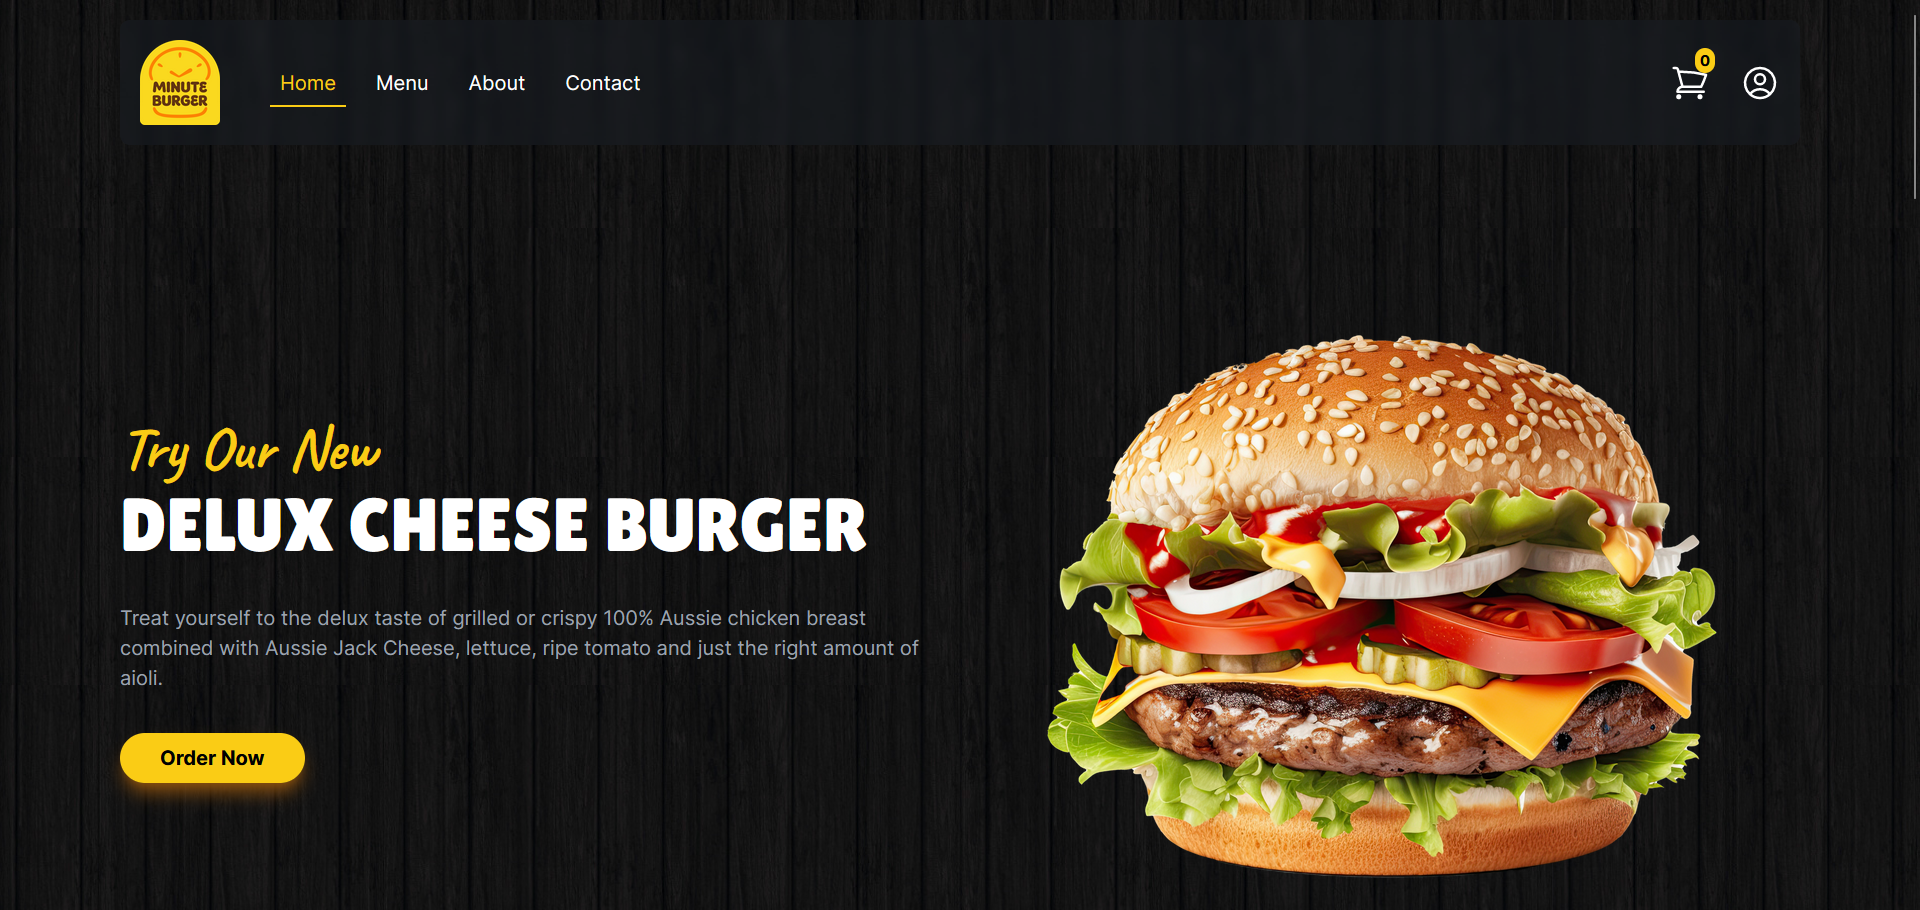 MINUTE
BURGER
Home
Menu
About
Contact
0
Try Our New
DELUX CHEESE BURGER
Treat yourself to the delux taste of grilled or crispy 100% Aussie chicken breast
combined with Aussie Jack Cheese, lettuce, ripe tomato and just the right amount of
aioli.
Order Now